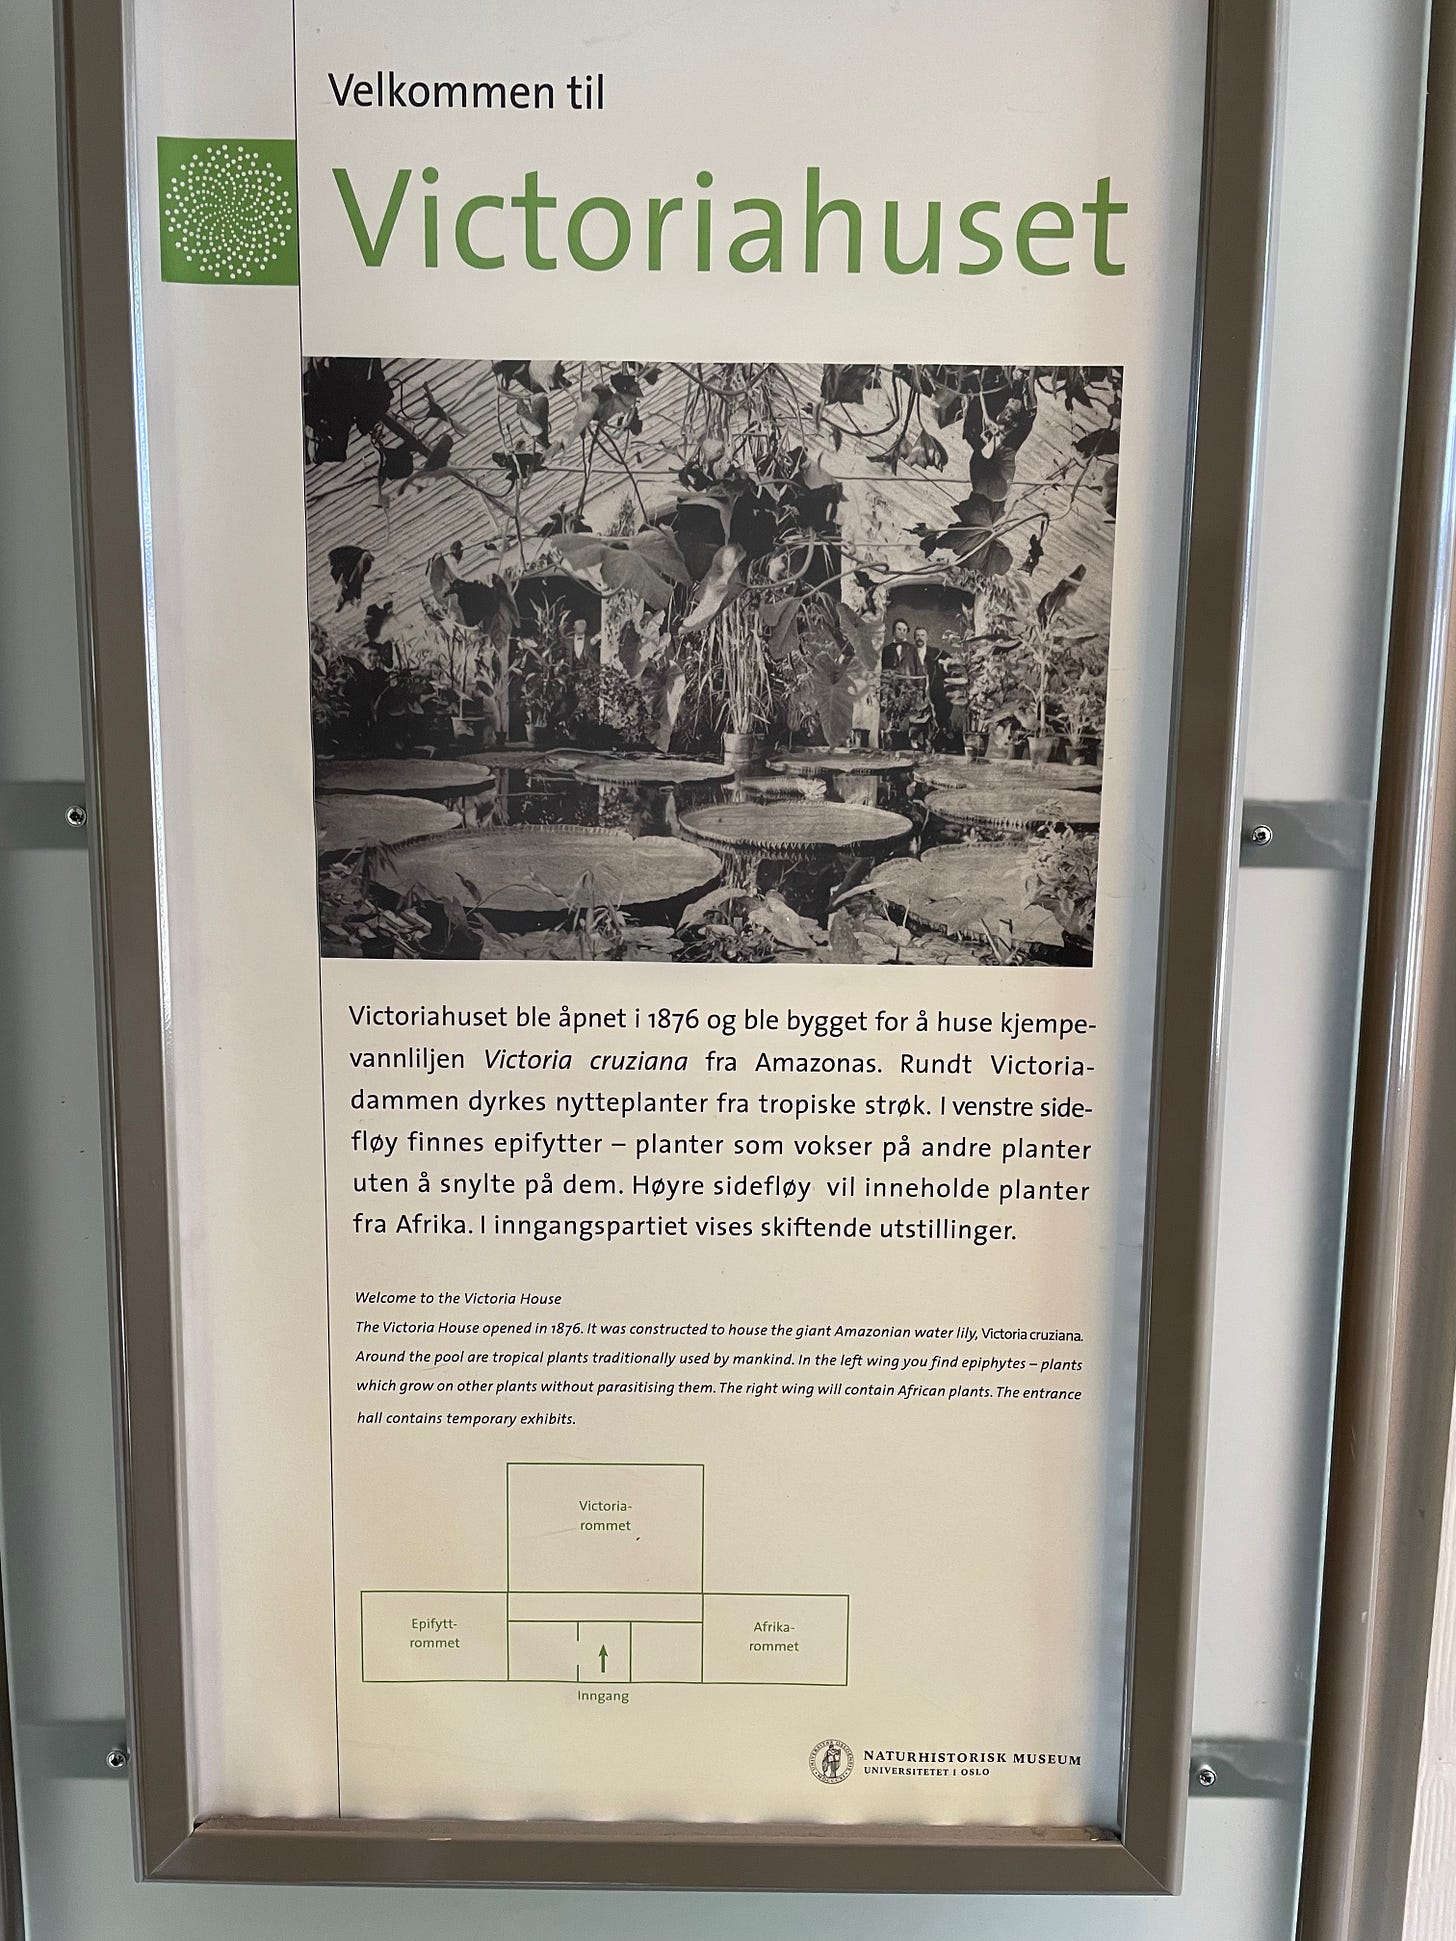 Velkommen til
Victoriahuset
Victoriahuset ble åpnet i 1876 og ble bygget for å huse kjempe-
vannliljen Victoria cruziana fra Amazonas. Rundt Victoria-
dammen dyrkes nytteplanter fra tropiske strøk. I venstre side-
fløy finnes epifytter – planter som vokser på andre planter
uten å snylte på dem. Høyre sidefløy vil inneholde planter
fra Afrika. I inngangspartiet vises skiftende utstillinger.
Welcome to the Victoria House
The Victoria House opened in 1876. It was constructed to house the giant Amazonian water lily, Victoria cruziana.
Around the pool are tropical plants traditionally used by mankind. In the left wing you find epiphytes – plants
which grow on other plants without parasitising them. The right wing will contain African plants. The entrance
hall contains temporary exhibits.
Victoria-
rommet
Epifytt-
rommet
Afrika-
rommet
Inngang
NATURHISTORISK MUSEUM
UNIVERSITETET I OSLO